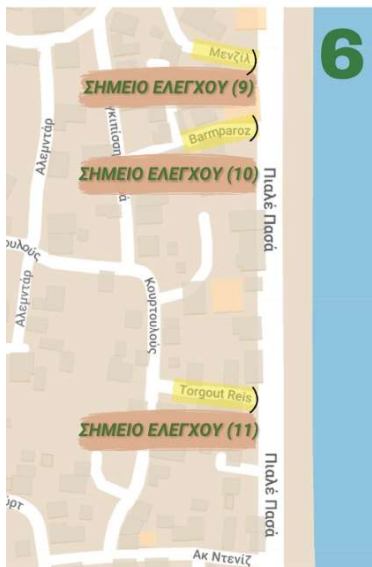 6
Μενζίλ
ΣΗΜΕΙΟ ΕΛΕΓΧΟΥ (9)
Αλεμντάρ
Barmparoz
ΣΗΜΕΙΟ ΕΛΕΓΧΟΥ (10)
Πιαλέ Πασά
Αλεμντάρ
Κουρτουλούς
Torgout Reis
ΣΗΜΕΙΟ ΕΛΕΓΧΟΥ (11)
Πιαλέ Πασά
Ακ Ντενίζ